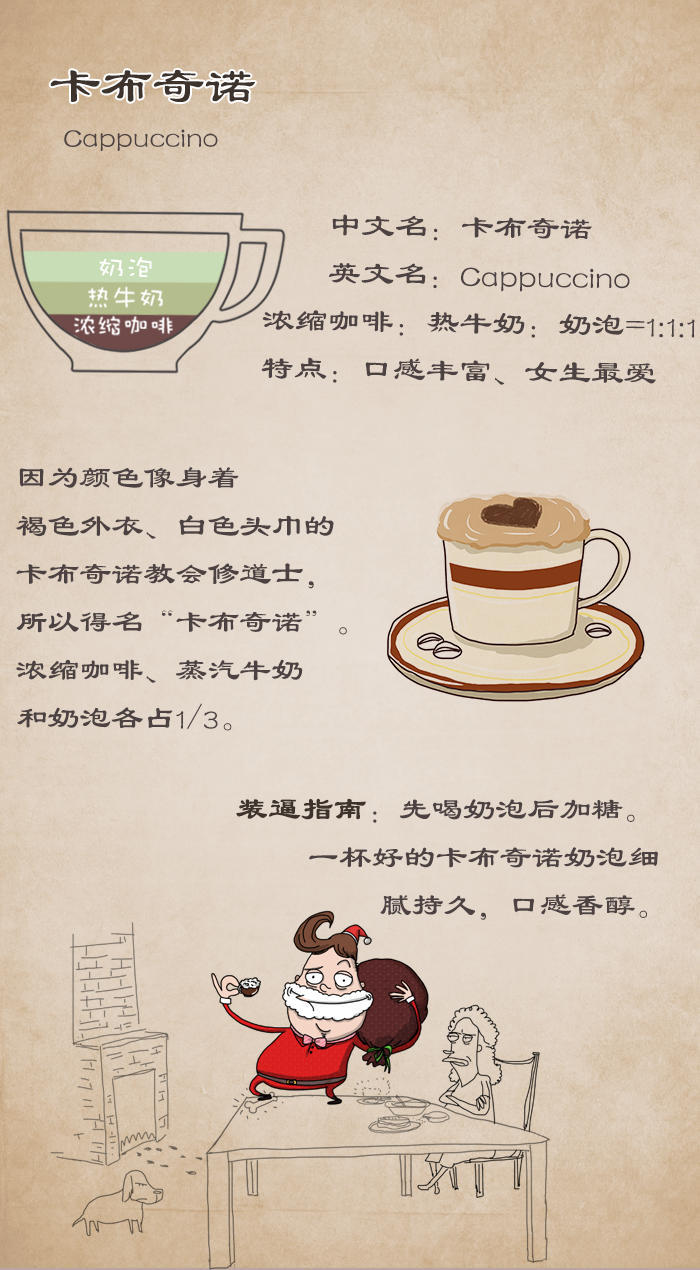 卡布奇诺
Cappuccino
奶泡
热牛奶
浓缩咖啡
中文名：卡布奇诺
英文名：Cappuccino
浓缩咖啡：热牛奶：奶泡=1:1:1
特点：口感丰富、女生最爱
因为颜色像身着
褐色外衣、白色头巾的
卡布奇诺教会修道士，
所以得名“卡布奇诺”。
浓缩咖啡、蒸汽牛奶
和奶泡各占1/3。
装逼指南：先喝奶泡后加糖。
一杯好的卡布奇诺奶泡细
腻持久，口感香醇。